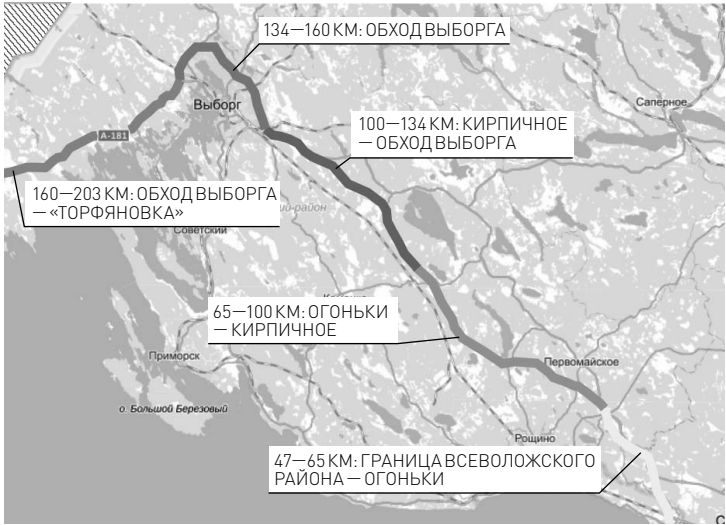 134—160 КМ: ОБХОД ВЫБОРГА
Выборг
Саперное
А-181
100—134 КМ: КИРПИЧНОЕ
— ОБХОД ВЫБОРГА
160—203 КМ: ОБХОД ВЫБОРГА
— «ТОРФЯНОВКА»
район
Советский
65—100 КМ: ОГОНЬКИ
— КИРПИЧНОЕ
Приморск
Первомайское
о. Большой Березовый
Рощино
47—65 КМ: ГРАНИЦА ВСЕВОЛОЖСКОГО
РАЙОНА — ОГОНЬКИ